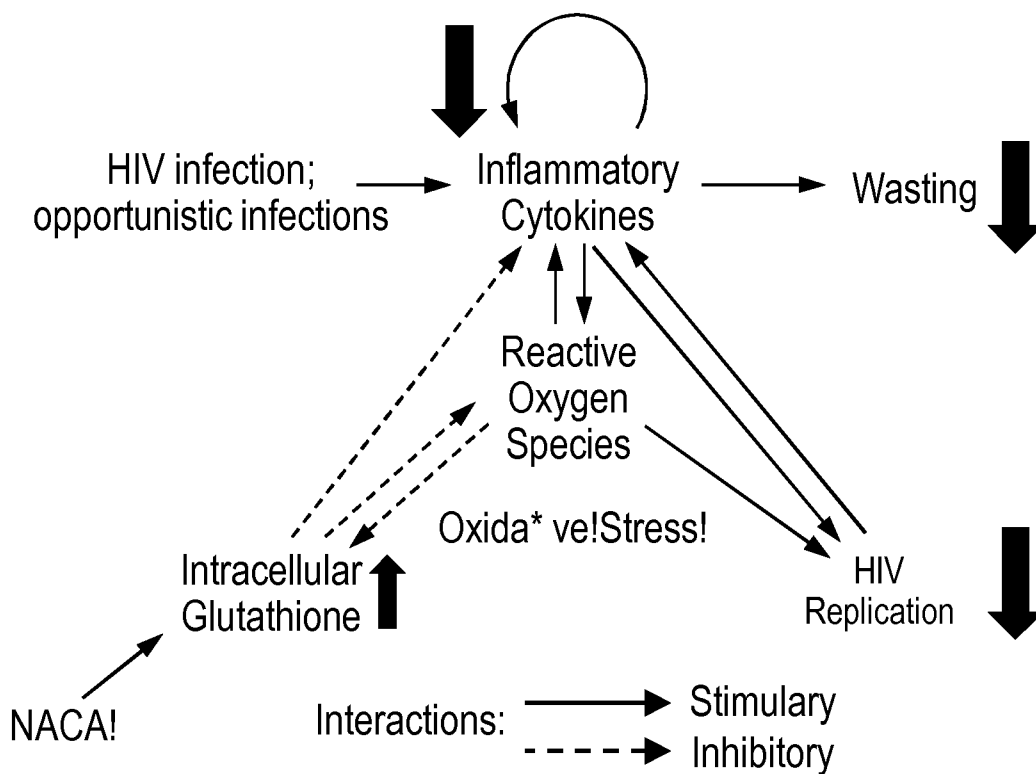 HIV infection;
opportunistic infections
Inflammatory
Cytokines
Wasting
Reactive
Oxygen
Species
Oxida* ve!Stress!
Intracellular
Glutathione
HIV
Replication
NACA!
Interactions:
Stimulary
Inhibitory